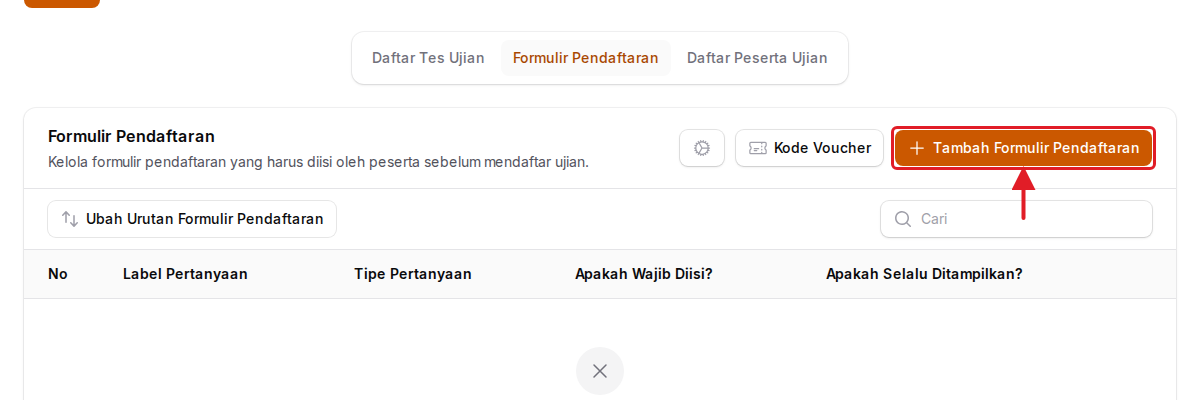 Daftar Tes Ujian Formulir Pendaftaran Daftar Peserta Ujian
Formulir Pendaftaran
Kelola formulir pendaftaran yang harus diisi oleh peserta sebelum mendaftar ujian.
Kode Voucher
Tambah Formulir Pendaftaran
Ubah Urutan Formulir Pendaftaran
Cari
No Label Pertanyaan Tipe Pertanyaan Apakah Wajib Diisi? Apakah Selalu Ditampilkan?